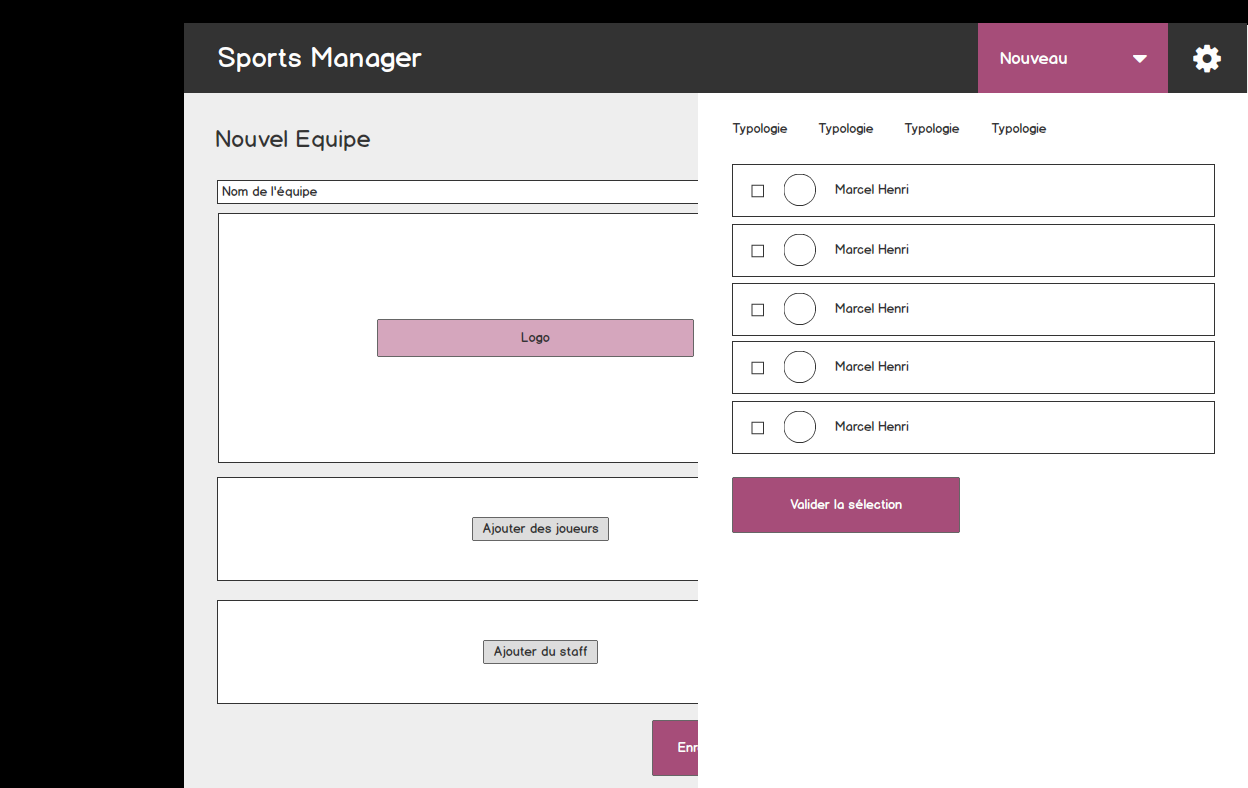 Sports Manager
Nouveau
Nouvel Equipe
Nom de l'équipe
Logo
Ajouter des joueurs
Ajouter du staff
Enr
Typologie Typologie Typologie Typologie
Marcel Henri
Marcel Henri
Marcel Henri
Marcel Henri
Marcel Henri
Valider la sélection